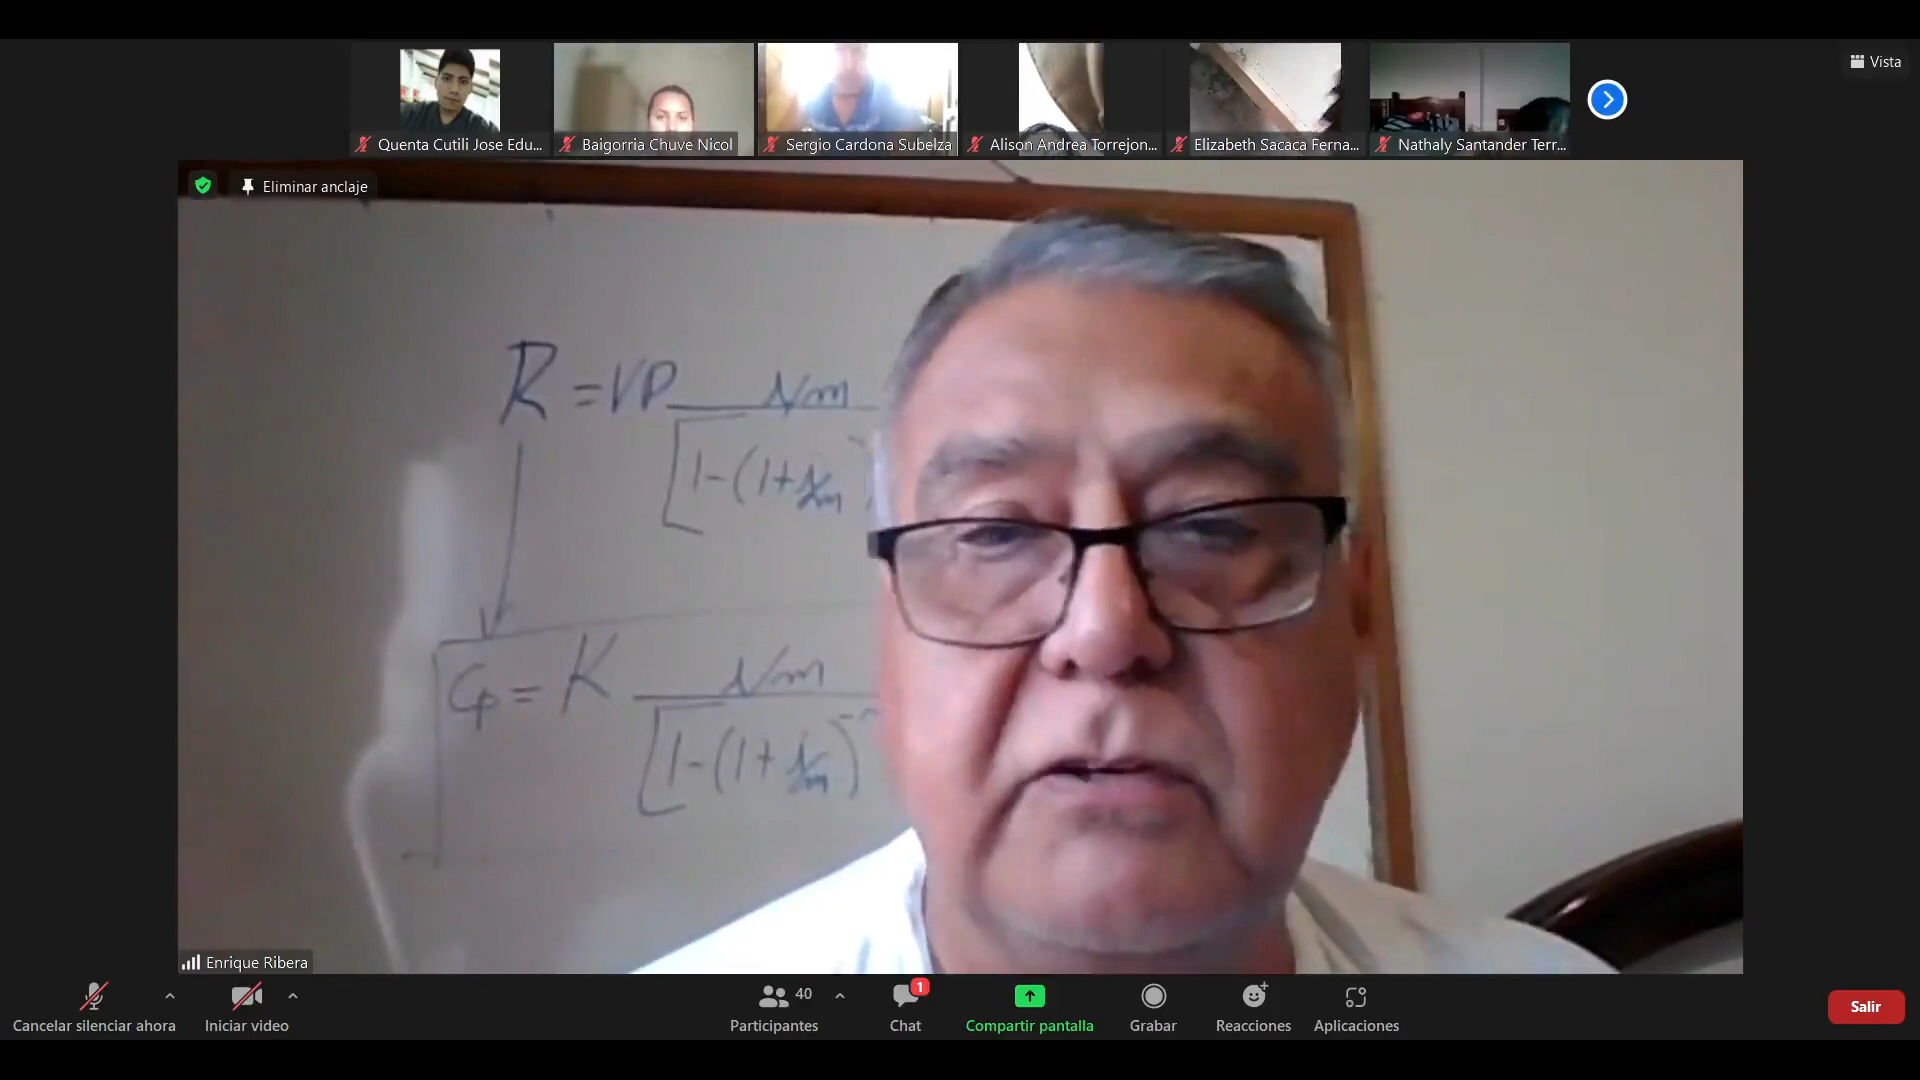 Vista
Quenta Cutili Jose Edu...
Baigorria Chuve Nicol
Sergio Cardona Subelza
Alison Andrea Torrejon...
Elizabeth Sacaca Ferna...
Nathaly Santander Terr...
Eliminar anclaje
R = VP
[1-(1+
Cp = K
[1-(1+
Enrique Ribera
Cancelar silenciar ahora
Iniciar video
40
Participantes
1
Chat
Compartir pantalla
Grabar
Reacciones
Aplicaciones
Salir